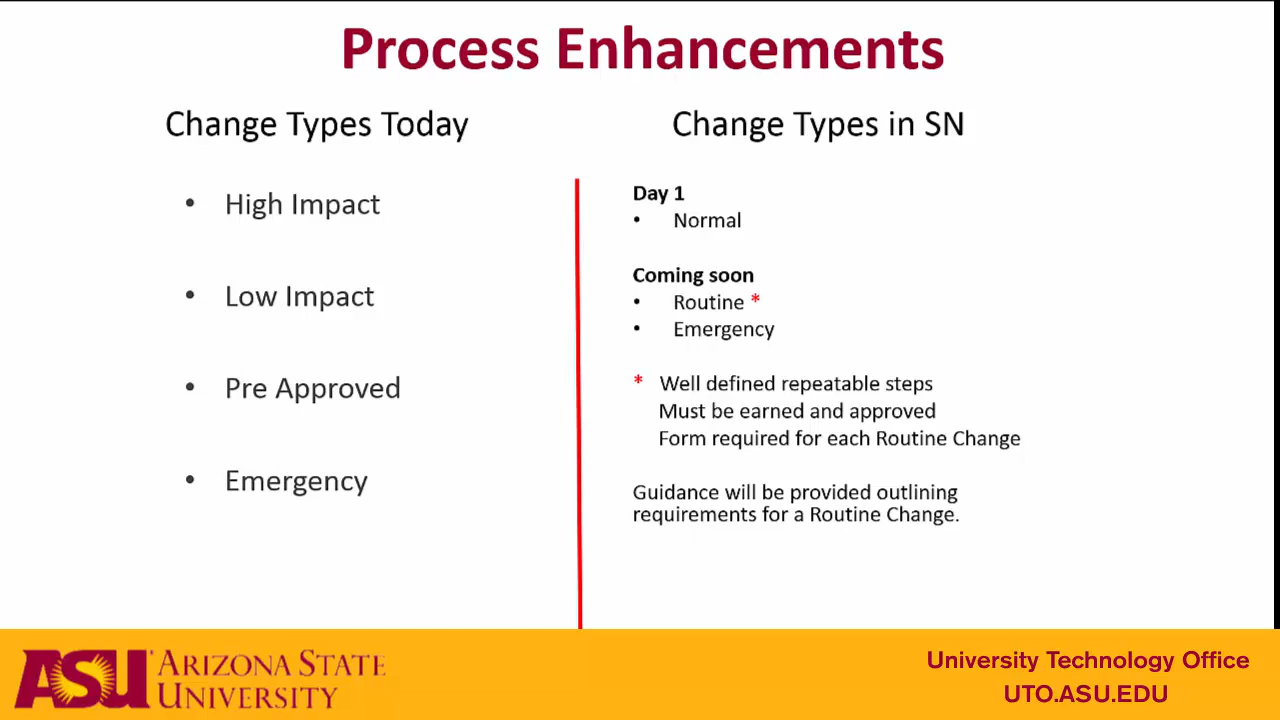 Process Enhancements
Change Types Today
• High Impact
• Low Impact
• Pre Approved
• Emergency
Change Types in SN
Day 1
• Normal
Coming soon
• Routine *
• Emergency
* Well defined repeatable steps
Must be earned and approved
Form required for each Routine Change
Guidance will be provided outlining
requirements for a Routine Change.
ASU ARIZONA STATE
UNIVERSITY
University Technology Office
UTO.ASU.EDU